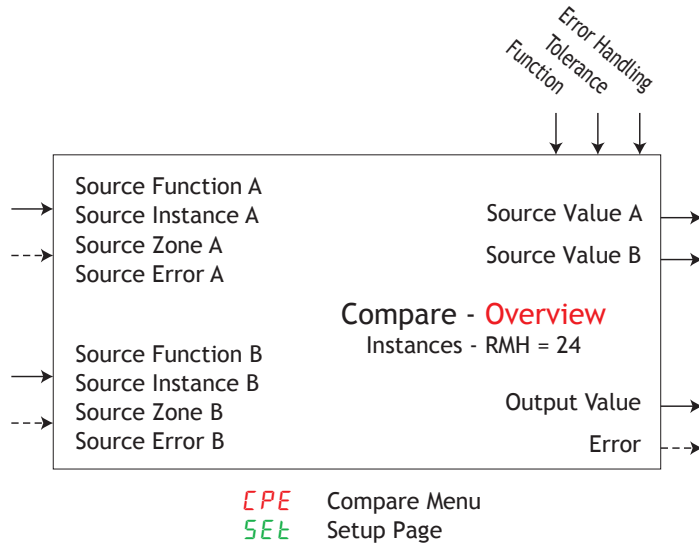 Function
Tolerance
Error Handling
Source Function A
Source Instance A
Source Zone A
Source Error A
Source Value A
Source Value B
Compare - Overview
Instances - RMH = 24
Source Function B
Source Instance B
Source Zone B
Source Error B
Output Value
Error
CPE Compare Menu
SEt Setup Page